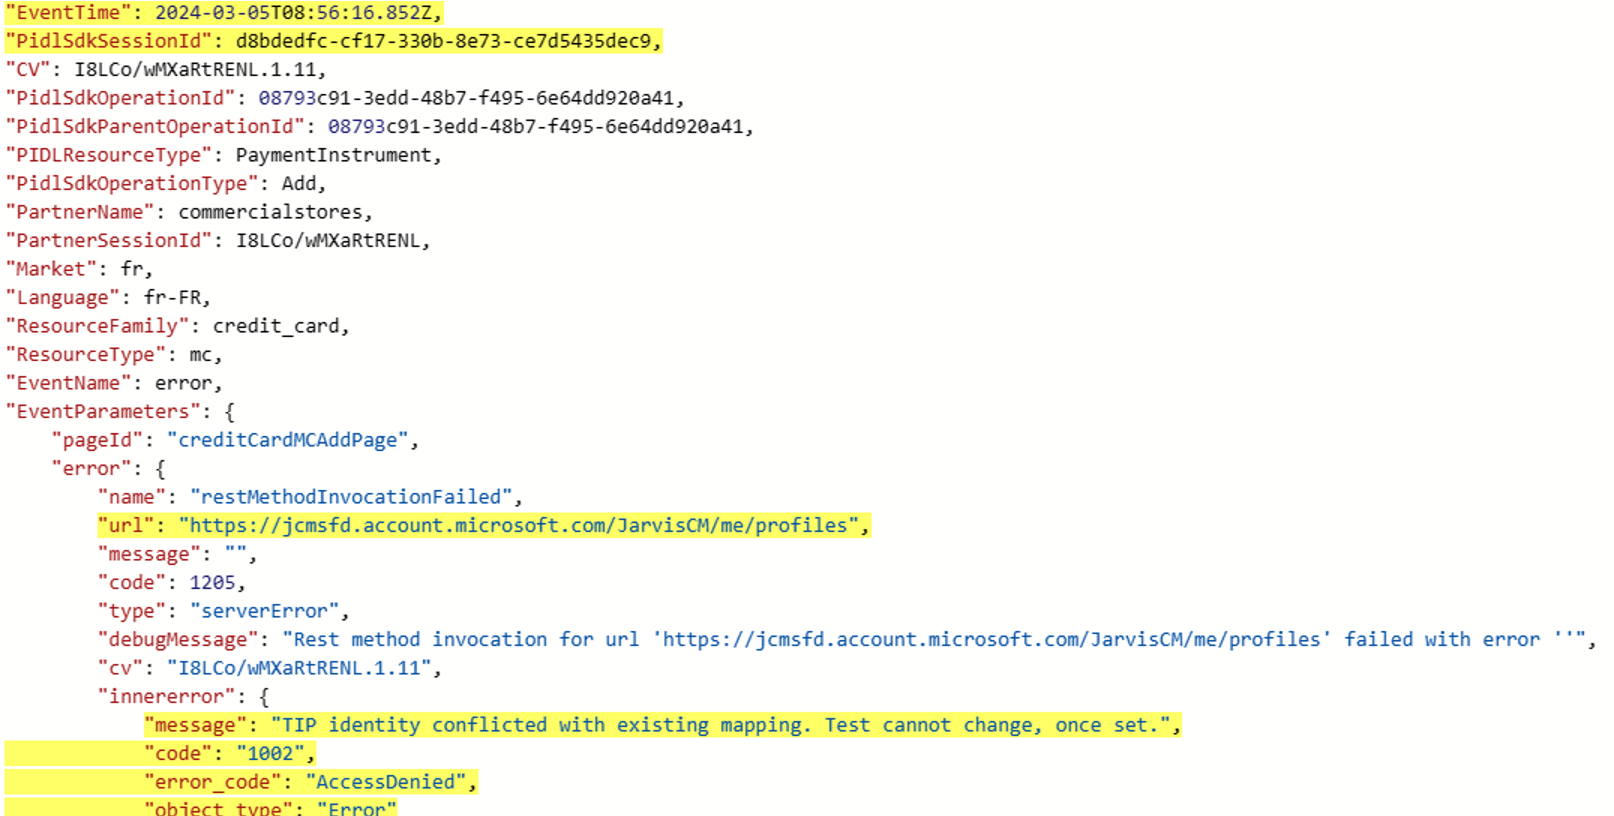 "EventTime": 2024-03-05T08:56:16.852Z,
"PidlSdkSessionId": d8bdedfc-cf17-330b-8e73-ce7d5435dec9,
"CV": I8LCo/wMXaRtRENL.1.11,
"PidlSdkOperationId": 08793c91-3edd-48b7-f495-6e64dd920a41,
"PidlSdkParentOperationId": 08793c91-3edd-48b7-f495-6e64dd920a41,
"PIDLResourceType": PaymentInstrument,
"PidlSdkOperationType": Add,
"PartnerName": commercialstores,
"PartnerSessionId": I8LCo/wMXaRtRENL,
"Market": fr,
"Language": fr-FR,
"ResourceFamily": credit_card,
"ResourceType": mc,
"EventName": error,
"EventParameters": {
"pageId": "creditCardMCAddPage",
"error": {
"name": "restMethodInvocationFailed",
"url": "https://jcmsfd.account.microsoft.com/JarvisCM/me/profiles",
"message": "",
"code": 1205,
"type": "serverError",
"debugMessage": "Rest method invocation for url 'https://jcmsfd.account.microsoft.com/JarvisCM/me/profiles' failed with error ''",
"cv": "I8LCo/wMXaRtRENL.1.11",
"innererror": {
"message": "TIP identity conflicted with existing mapping. Test cannot change, once set.",
"code": "1002",
"error_code": "AccessDenied",
"object_type": "Error"